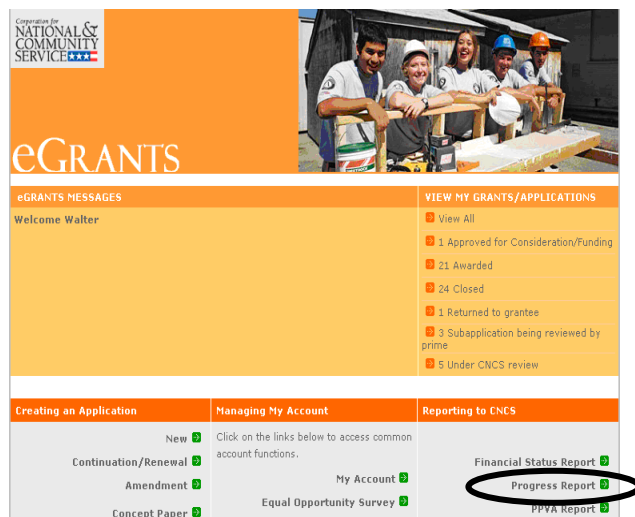 Corporation for
NATIONAL &
COMMUNITY
SERVICE
eGRANTS
eGRANTS MESSAGES
Welcome Walter
VIEW MY GRANTS/APPLICATIONS
View All
1 Approved for Consideration/Funding
21 Awarded
24 Closed
1 Returned to grantee
3 Subapplication being reviewed by
prime
5 Under CNCS review
Creating an Application
New
Continuation/Renewal
Amendment
Concept Paper
Managing My Account
Click on the links below to access common
account functions.
My Account
Equal Opportunity Survey
Reporting to CNCS
Financial Status Report
Progress Report
PPVA Report